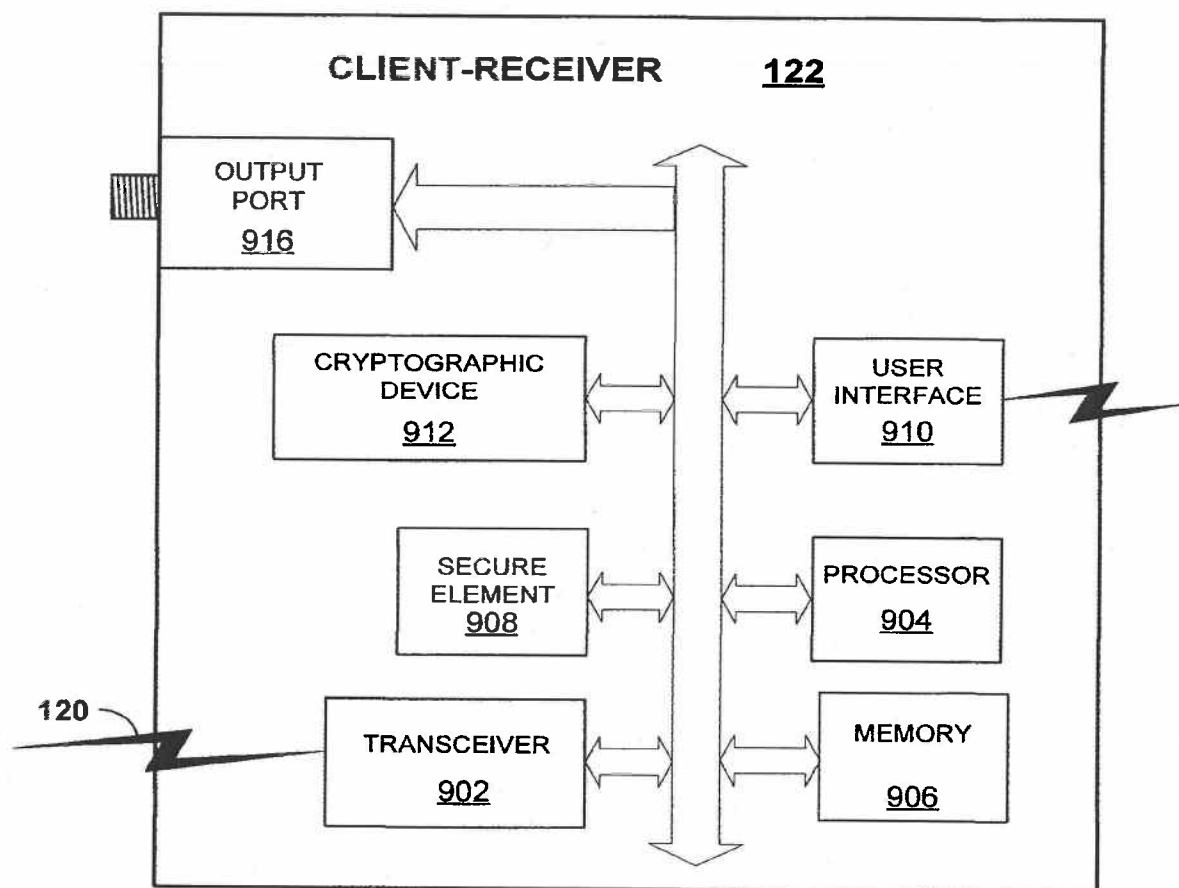 CLIENT-RECEIVER 122
OUTPUT
PORT
916
CRYPTOGRAPHIC
DEVICE
912
USER
INTERFACE
910
SECURE
ELEMENT
908
PROCESSOR
904
120
TRANSCEIVER
902
MEMORY
906